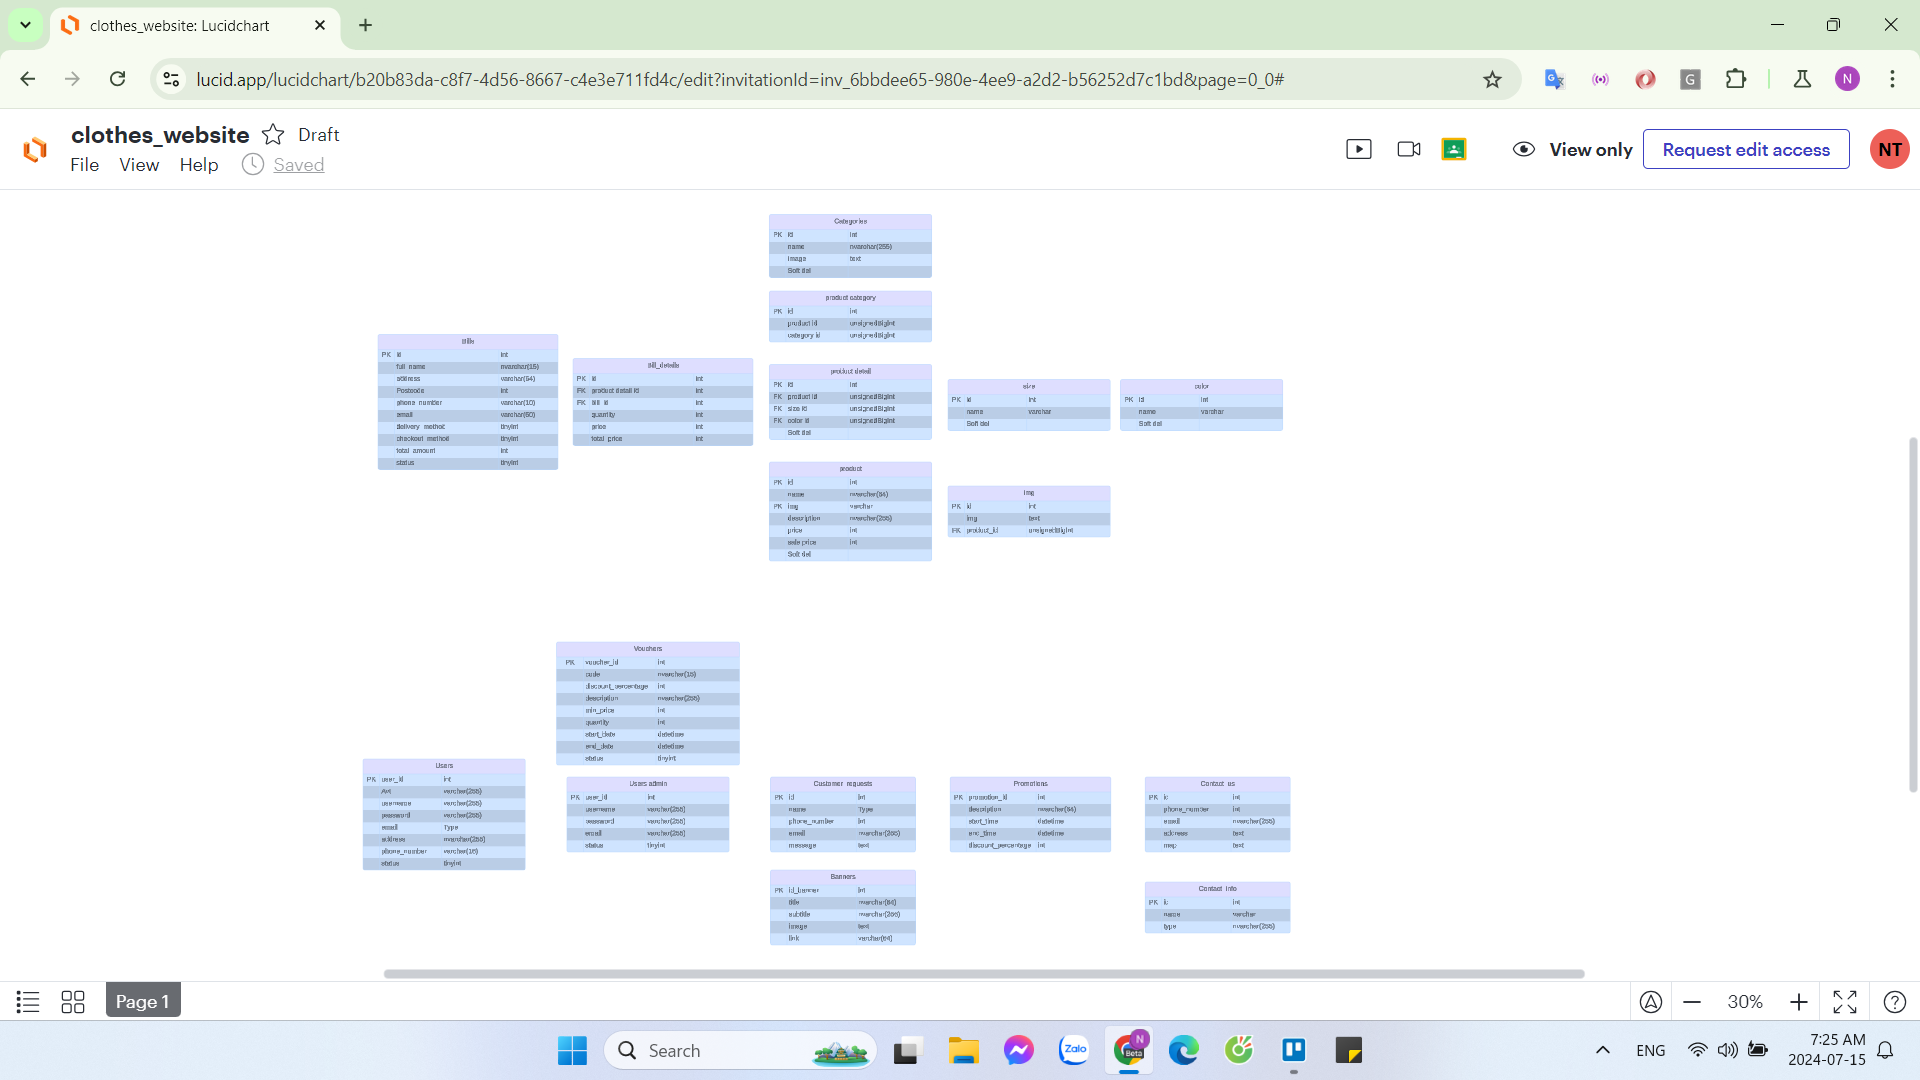 clothes_website: Lucidchart
lucid.app/lucidchart/b20b83da-c8f7-4d56-8667-c4e3e711fd4c/edit?invitationId=inv_6bbdee65-980e-4ee9-a2d2-b56252d7c1bd&page=0_0#
G
N
clothes_website
Draft
File View Help Saved
View only
Request edit access
NT
Categories
PK id int
name nvarchar(255)
image text
Soft del
product category
PK id int
product id unsignedBigInt
category id unsignedBigInt
Bills
PK id int
full name nvarchar(15)
address varchar(64)
Postcode int
phone number varchar(10)
email varchar(60)
delivery method tinyint
checkout method tinyint
total amount int
status tinyint
Bill_details
PK id int
FK product detail id int
FK bill id int
quantity int
price int
total price int
product detail
PK id int
FK product id unsignedBigInt
FK size id unsignedBigInt
FK color id unsignedBigInt
Soft del
size
PK id int
name varchar
Soft del
color
PK id int
name varchar
Soft del
product
PK id int
name nvarchar(64)
PK img varchar
description nvarchar(255)
price int
sale price int
Soft del
img
PK id int
img text
FK product_id unsignetBigInt
Vouchers
PK voucher_id int
code nvarchar(15)
discount_percentage int
description nvarchar(255)
min_price int
quantity int
start_date datetime
end_date datetime
status tinyint
Users
PK user_id int
Avt varchar(255)
username varchar(255)
password varchar(255)
email Type
address nvarchar(255)
phone_number varchar(10)
status tinyint
Users admin
PK user_id int
username varchar(255)
password varchar(255)
email varchar(255)
status tinyint
Customer requests
PK id int
name Type
phone_number int
email nvarchar(255)
message text
Promotions
PK promotion_id int
description nvarchar(64)
start_time datetime
end_time datetime
discount_percentage int
Contact us
PK id int
phone_number int
email nvarchar(255)
address text
map text
Banners
PK id_banner int
title nvarchar(64)
subtitle nvarchar(255)
image text
link varchar(64)
Contact info
PK id int
name varchar
type nvarchar(255)
Page 1
30%
Search
Zalo
N
Beta
ENG
7:25 AM
2024-07-15